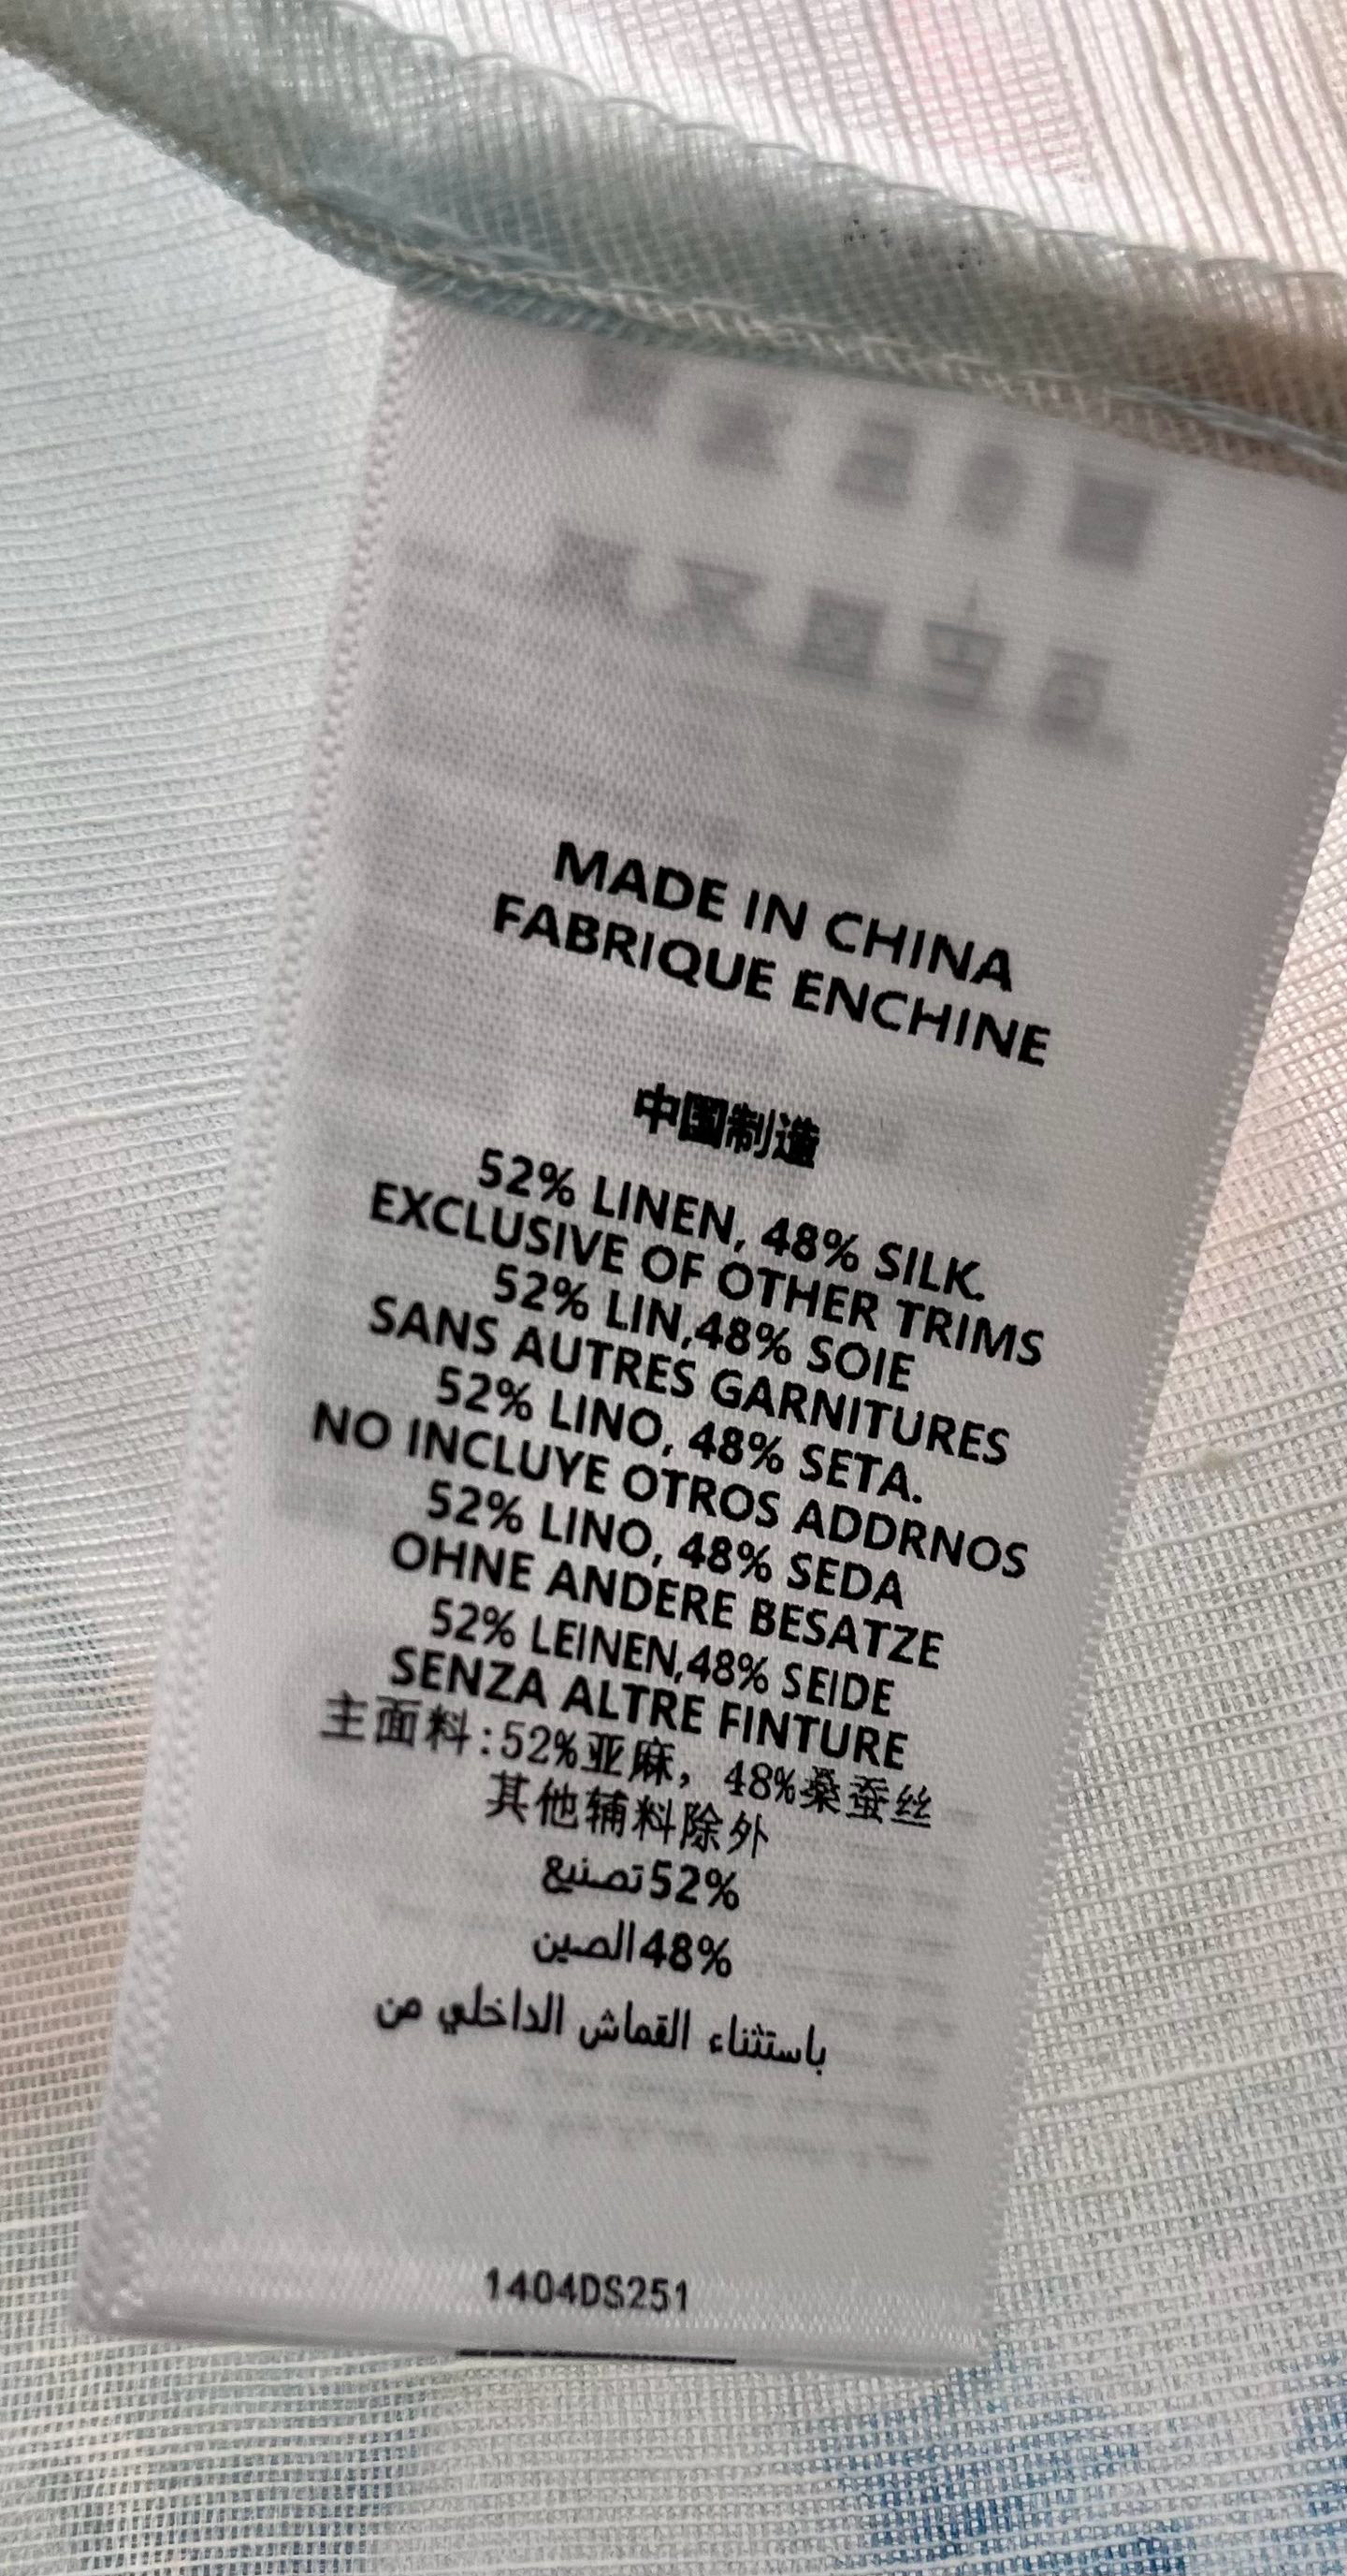 MADE IN CHINA
FABRIQUE ENCHINE
中国制造
52% LINEN, 48% SILK.
EXCLUSIVE OF OTHER TRIMS
52% LIN,48% SOIE
SANS AUTRES GARNITURES
52% LINO, 48% SETA.
NO INCLUYE OTROS ADDRNOS
52% LINO, 48% SEDA
OHNE ANDERE BESATZE
52% LEINEN,48% SEIDE
SENZA ALTRE FINTURE
主面料:52%亚麻，48%桑蚕丝
其他辅料除外
52%تصنيع
48%الصين
باستثناء القماش الداخلي من
1404DS251